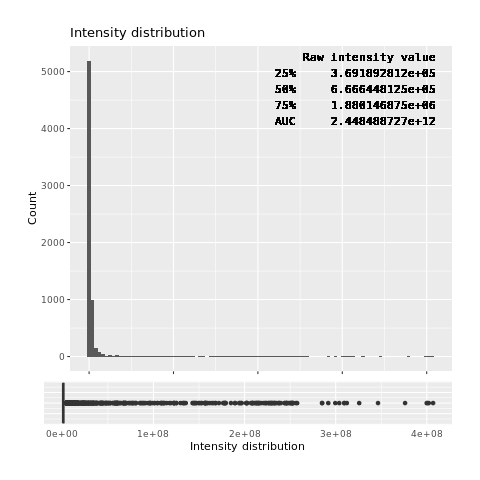 Intensity distribution
Raw intensity value
25% 3.691892812e+05
50% 6.666448125e+05
75% 1.880146875e+06
AUC 2.448488727e+12
Count
5000
4000
3000
2000
1000
0
0e+00 1e+08 2e+08 3e+08 4e+08
Intensity distribution